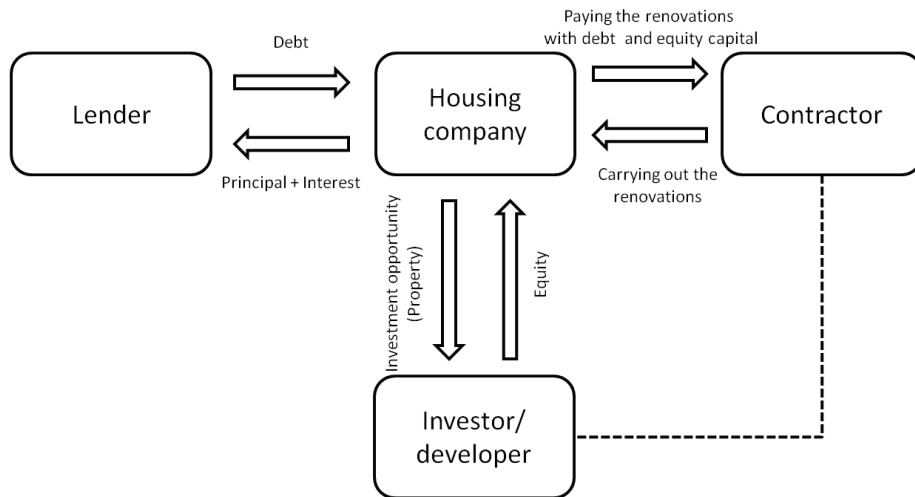 Paying the renovations
with debt and equity capital
Debt
Lender
Housing
company
Contractor
Principal + Interest
Carrying out the
renovations
Investment opportunity
(Property)
Equity
Investor/
developer